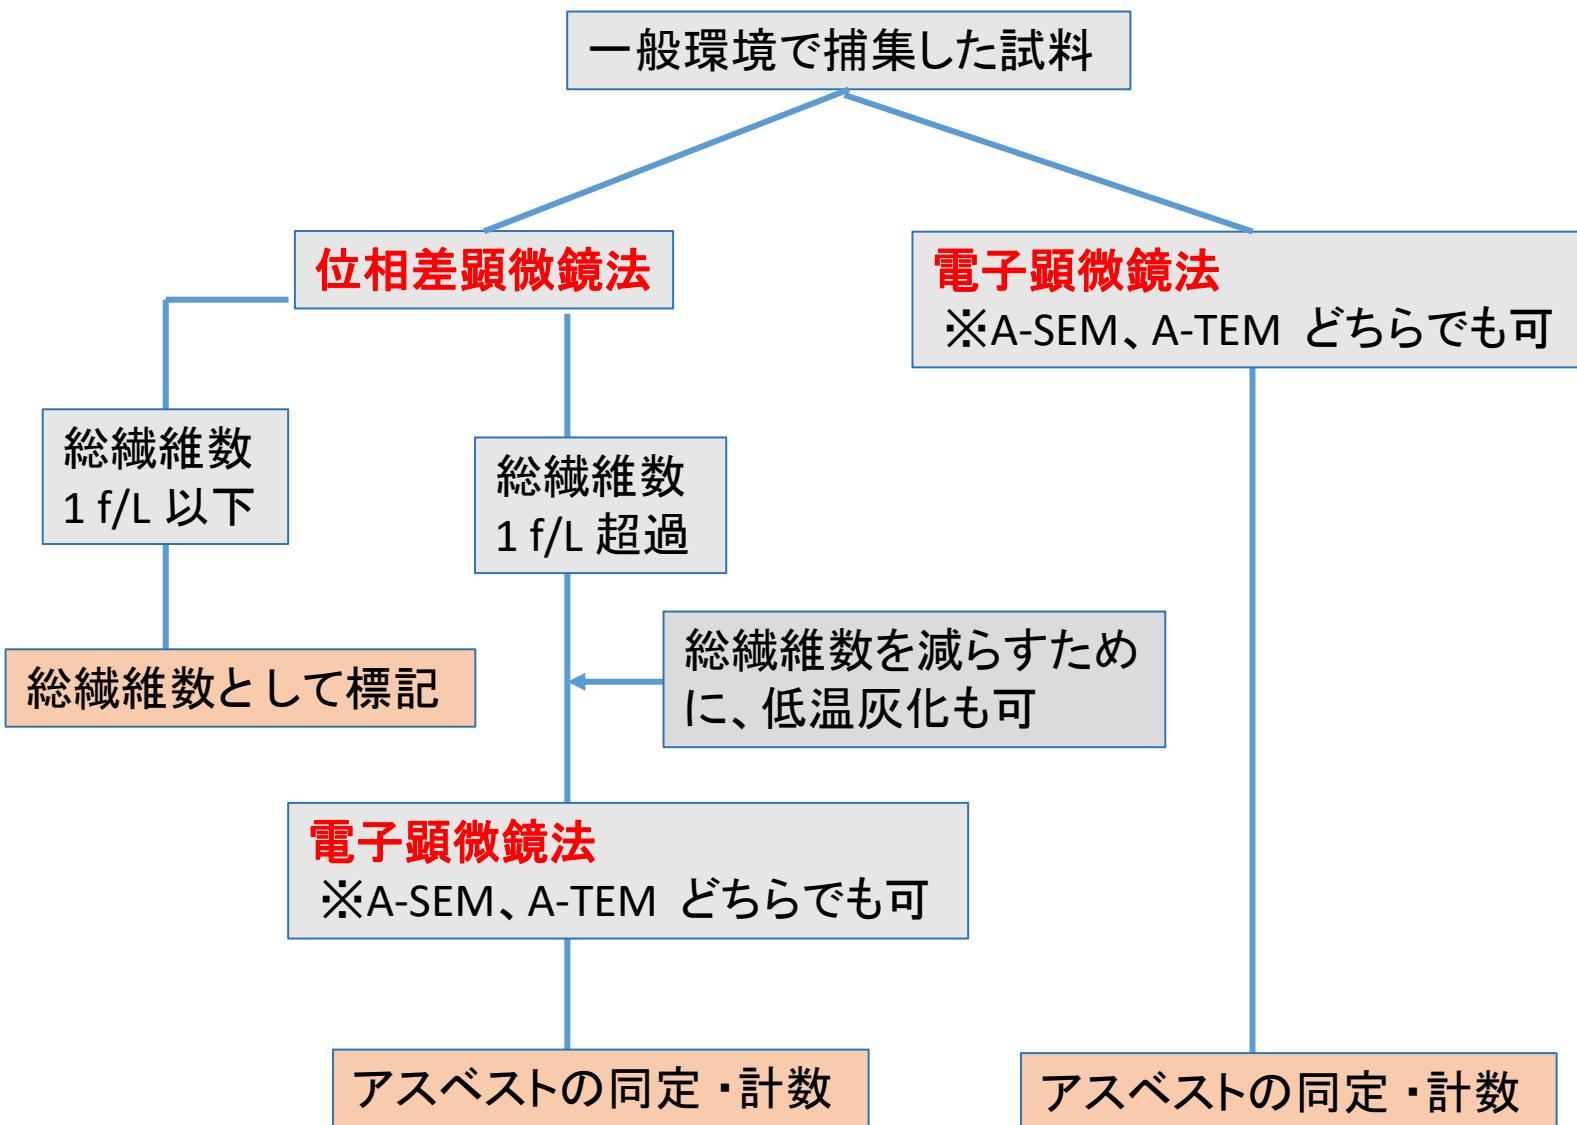 一般環境で捕集した試料
位相差顕微鏡法
電子顕微鏡法
※A-SEM、A-TEM どちらでも可
総繊維数
1 f/L 以下
総繊維数
1 f/L 超過
総繊維数として標記
総繊維数を減らすため
に、低温灰化も可
電子顕微鏡法
※A-SEM、A-TEM どちらでも可
アスベストの同定・計数
アスベストの同定・計数